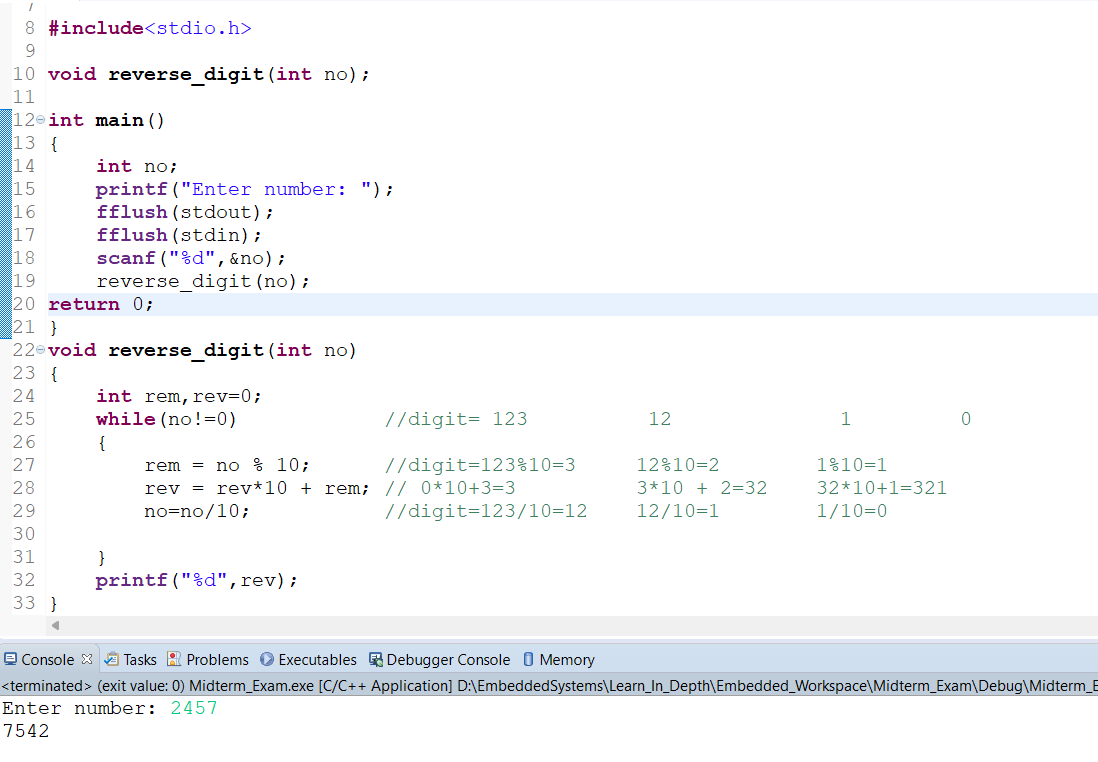 7
8 #include<stdio.h>
9
10 void reverse_digit(int no);
11
12 int main()
13 {
14     int no;
15     printf("Enter number: ");
16     fflush(stdout);
17     fflush(stdin);
18     scanf("%d",&no);
19     reverse_digit(no);
20 return 0;
21 }
22 void reverse_digit(int no)
23 {
24     int rem,rev=0;
25     while(no!=0)            //digit= 123          12              1         0
26     {
27         rem = no % 10;      //digit=123%10=3     12%10=2        1%10=1
28         rev = rev*10 + rem; // 0*10+3=3          3*10 + 2=32    32*10+1=321
29         no=no/10;           //digit=123/10=12    12/10=1        1/10=0
30
31     }
32     printf("%d",rev);
33 }
Console Tasks Problems Executables Debugger Console Memory
<terminated> (exit value: 0) Midterm_Exam.exe [C/C++ Application] D:\EmbeddedSystems\Learn_In_Depth\Embedded_Workspace\Midterm_Exam\Debug\Midterm_E
Enter number: 2457
7542